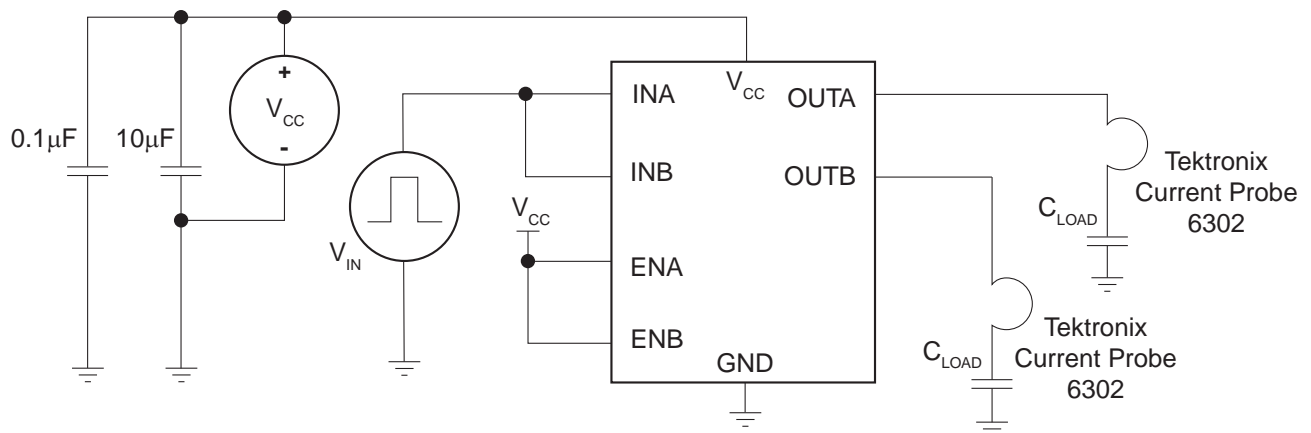 0.1μF
10μF
+
V_CC
-
V_IN
V_CC
INA
INB
ENA
ENB
V_CC
OUTA
OUTB
GND
C_LOAD
Tektronix
Current Probe
6302
C_LOAD
Tektronix
Current Probe
6302